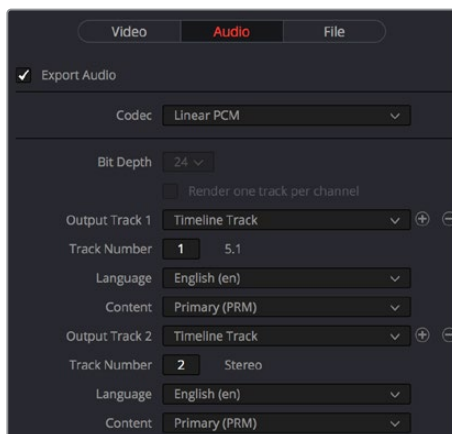 Video Audio File
Export Audio
Codec Linear PCM
Bit Depth 24
Render one track per channel
Output Track 1 Timeline Track
Track Number 1 5.1
Language English (en)
Content Primary (PRM)
Output Track 2 Timeline Track
Track Number 2 Stereo
Language English (en)
Content Primary (PRM)